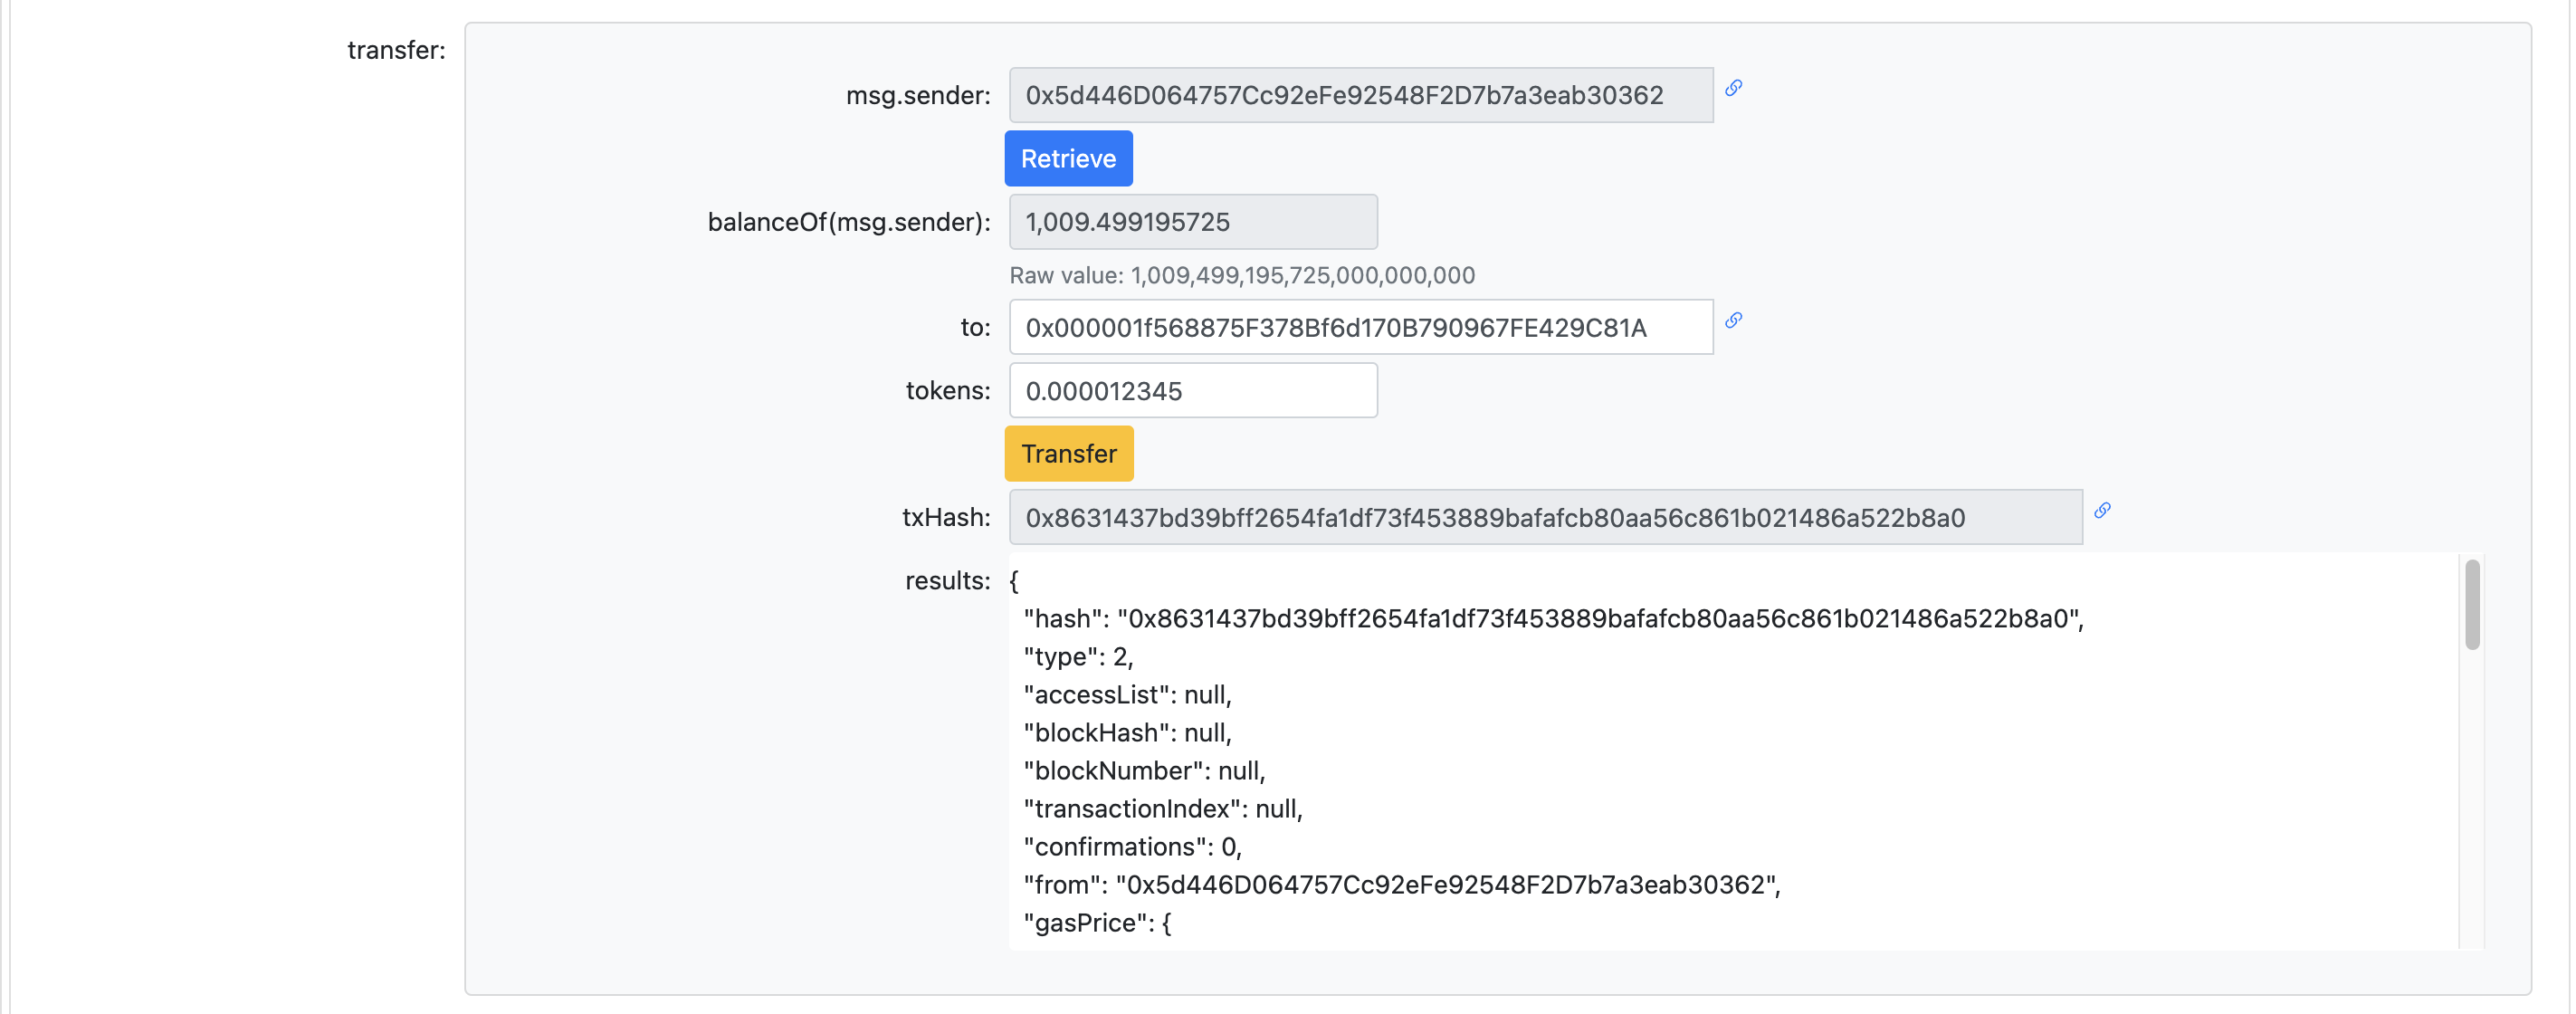 transfer:
msg.sender: 0x5d446D064757Cc92eFe92548F2D7b7a3eab30362
Retrieve
balanceOf(msg.sender): 1,009.499195725
Raw value: 1,009,499,195,725,000,000,000
to: 0x000001f568875F378Bf6d170B790967FE429C81A
tokens: 0.000012345
Transfer
txHash: 0x8631437bd39bff2654fa1df73f453889bafafcb80aa56c861b021486a522b8a0
results: {
"hash": "0x8631437bd39bff2654fa1df73f453889bafafcb80aa56c861b021486a522b8a0",
"type": 2,
"accessList": null,
"blockHash": null,
"blockNumber": null,
"transactionIndex": null,
"confirmations": 0,
"from": "0x5d446D064757Cc92eFe92548F2D7b7a3eab30362",
"gasPrice": {